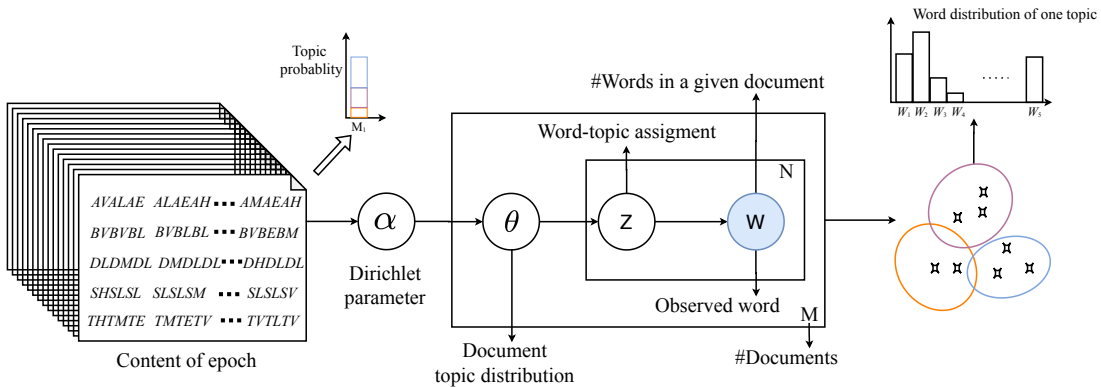 Word distribution of one topic
Topic
probablity
M₁
W₁ W₂ W₃ W₄ ..... W₅
#Words in a given document
Word-topic assigment
N
AVALAE ALAEAH ••• AMAEAH
BVBVBL BVBLBL ••• BVBEBM
DLDMDL DMDLDL ••• DHDLDL
SHSLSL SLSLSM ••• SLSLSV
THTMTE TMTETV ••• TVTLTV
α
θ
Z
W
Dirichlet
parameter
Observed word
M
Content of epoch
Document
topic distribution
#Documents